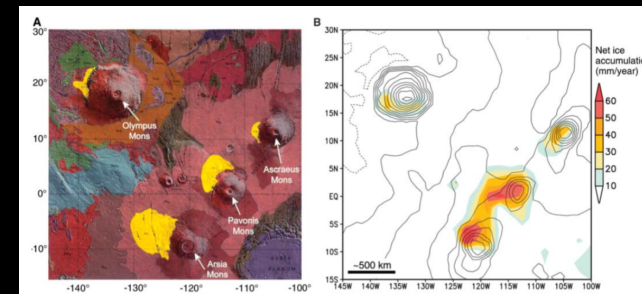 A
30°
20°
10°
0°
-10°
Olympus
Mons
Ascraeus
Mons
Pavonis
Mons
Arsia
Mons
-140°
-130°
-120°
-110°
-100°
B
30N
25N
20N
15N
10N
5N
EQ
5S
10S
15S
~500 km
145W
140W
135W
130W
125W
120W
115W
110W
105W
100W
Net ice
accumulati
(mm/year)
60
50
40
30
20
10